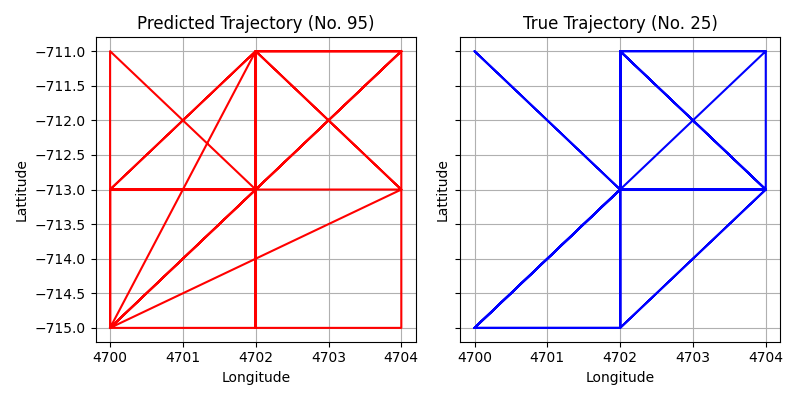 Predicted Trajectory (No. 95)
True Trajectory (No. 25)
Lattitude
−711.0
−711.5
−712.0
−712.5
−713.0
−713.5
−714.0
−714.5
−715.0
4700 4701 4702 4703 4704
Longitude
Lattitude
4700 4701 4702 4703 4704
Longitude